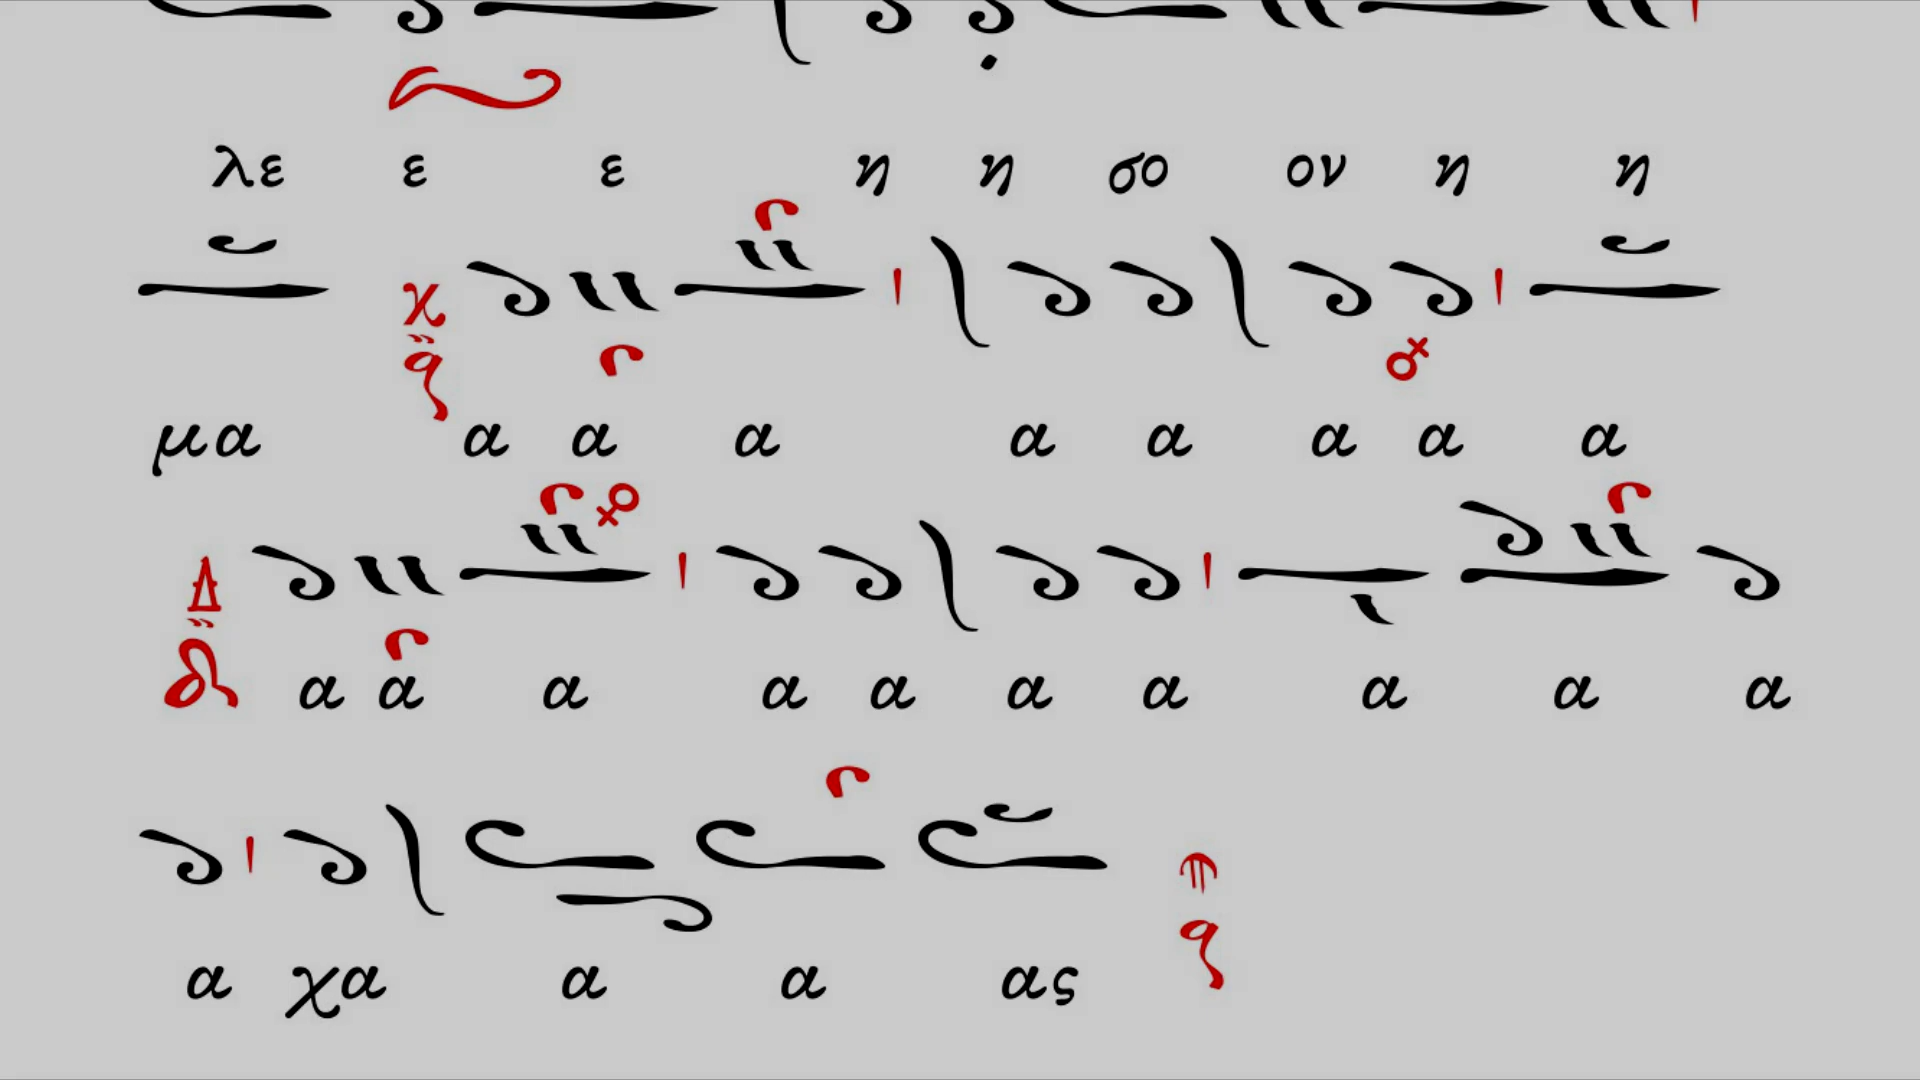 λε ε ε η η σο ον η η
μα α α α α α α α α
α α α α α α α α α α
α χα α α ας